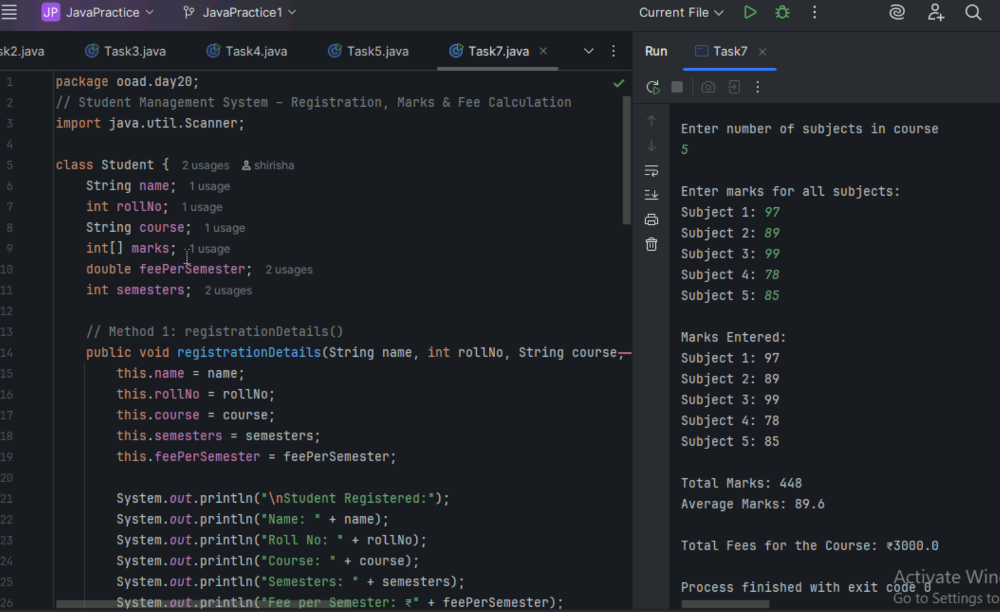 JP JavaPractice JavaPractice1 Current File
sk2.java Task3.java Task4.java Task5.java Task7.java
Run Task7
1 package ooad.day20;
2 // Student Management System - Registration, Marks & Fee Calculation
3 import java.util.Scanner;
4
5 class Student { 2 usages shirisha
6 String name; 1 usage
7 int rollNo; 1 usage
8 String course; 1 usage
9 int[] marks; 1 usage
10 double feePerSemester; 2 usages
11 int semesters; 2 usages
12
13 // Method 1: registrationDetails()
14 public void registrationDetails(String name, int rollNo, String course,
15 this.name = name;
16 this.rollNo = rollNo;
17 this.course = course;
18 this.semesters = semesters;
19 this.feePerSemester = feePerSemester;
20
21 System.out.println("\nStudent Registered:");
22 System.out.println("Name: " + name);
23 System.out.println("Roll No: " + rollNo);
24 System.out.println("Course: " + course);
25 System.out.println("Semesters: " + semesters);
26 System.out.println("Fee per Semester: ₹" + feePerSemester);
Enter number of subjects in course
5
Enter marks for all subjects:
Subject 1: 97
Subject 2: 89
Subject 3: 99
Subject 4: 78
Subject 5: 85
Marks Entered:
Subject 1: 97
Subject 2: 89
Subject 3: 99
Subject 4: 78
Subject 5: 85
Total Marks: 448
Average Marks: 89.6
Total Fees for the Course: ₹3000.0
Process finished with exit code 0
Activate Win
Go to Settings to